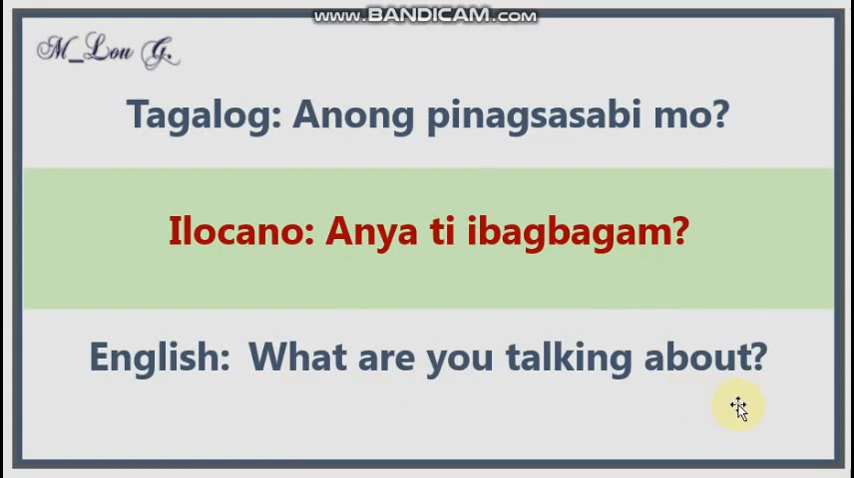 www.BANDICAM.com
M_Lou G.
Tagalog: Anong pinagsasabi mo?
Ilocano: Anya ti ibagbagam?
English: What are you talking about?